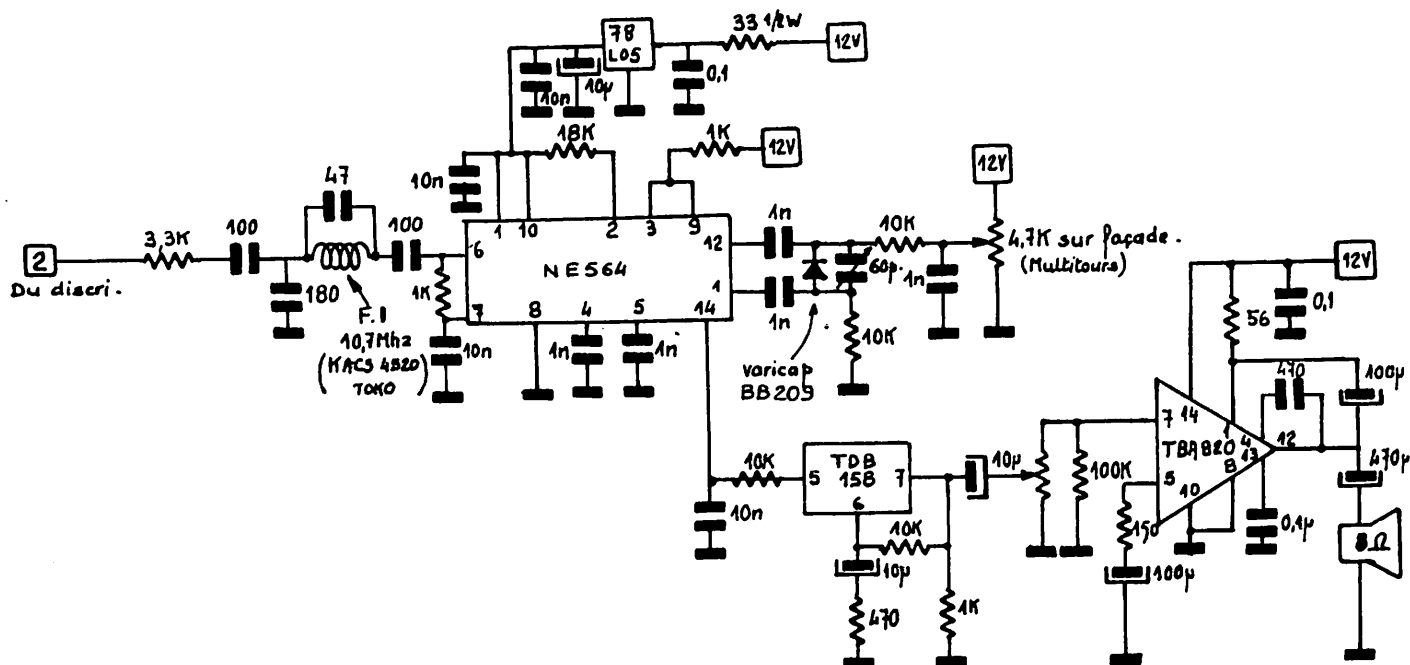 33 1/2W
12V
78
L05
10n
10µ
0,1
18K
1K
12V
10n
12V
47
1 10 2 3 9
100
100
3,3K
6
12
1n
10K
4,7K sur façade.
(Multitours)
2
NE564
60p.
1n
12V
Du discri.
180
1K
7
8
4
5
14
1
1n
10K
0,1
F.I
10,7Mhz
(KACS 4520)
TOKO
10n
1n
1n
56
varicap
BB209
470
100µ
7
14
1
4
12
TBA820
13
8
10K
TDB
158
5
7
6
10µ
100K
5
10
470µ
10n
150
0,1µ
8Ω
10K
10µ
100µ
470
1K